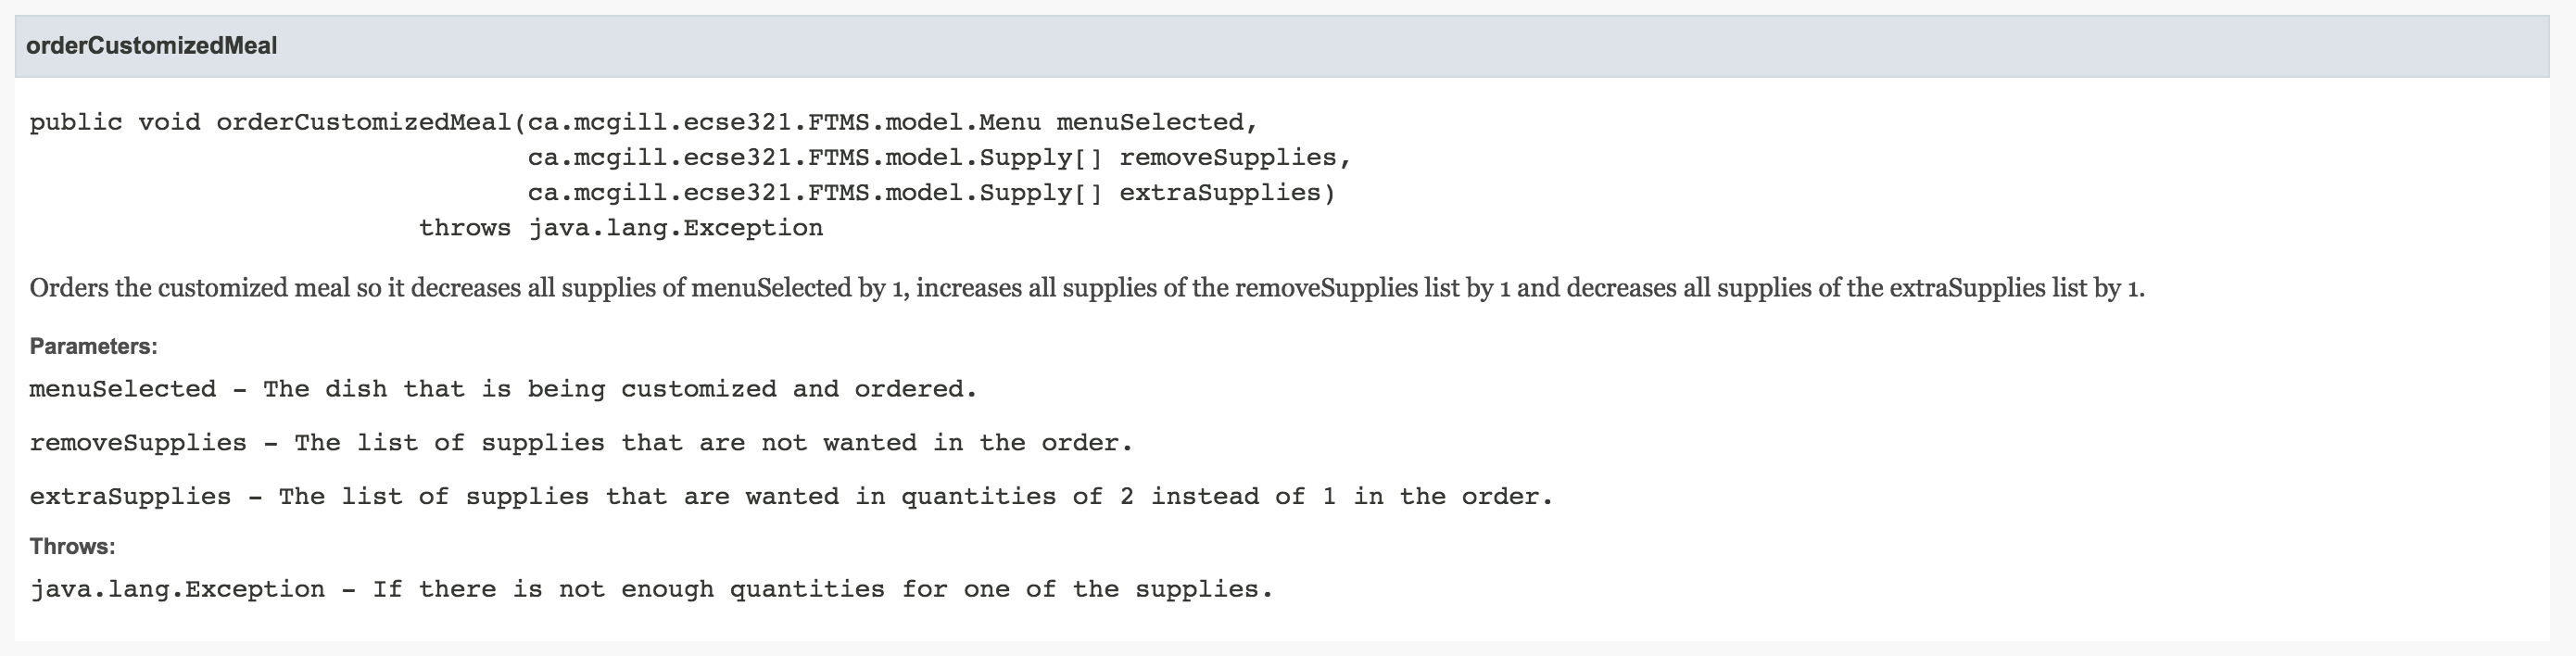 orderCustomizedMeal
public void orderCustomizedMeal(ca.mcgill.ecse321.FTMS.model.Menu menuSelected,
ca.mcgill.ecse321.FTMS.model.Supply[] removeSupplies,
ca.mcgill.ecse321.FTMS.model.Supply[] extraSupplies)
throws java.lang.Exception
Orders the customized meal so it decreases all supplies of menuSelected by 1, increases all supplies of the removeSupplies list by 1 and decreases all supplies of the extraSupplies list by 1.
Parameters:
menuSelected – The dish that is being customized and ordered.
removeSupplies – The list of supplies that are not wanted in the order.
extraSupplies – The list of supplies that are wanted in quantities of 2 instead of 1 in the order.
Throws:
java.lang.Exception – If there is not enough quantities for one of the supplies.